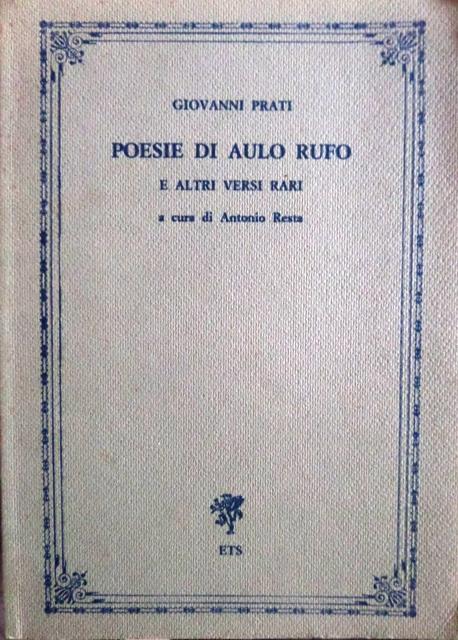 GIOVANNI PRATI
POESIE DI AULO RUFO
E ALTRI VERSI RARI
a cura di Antonio Resta
ETS